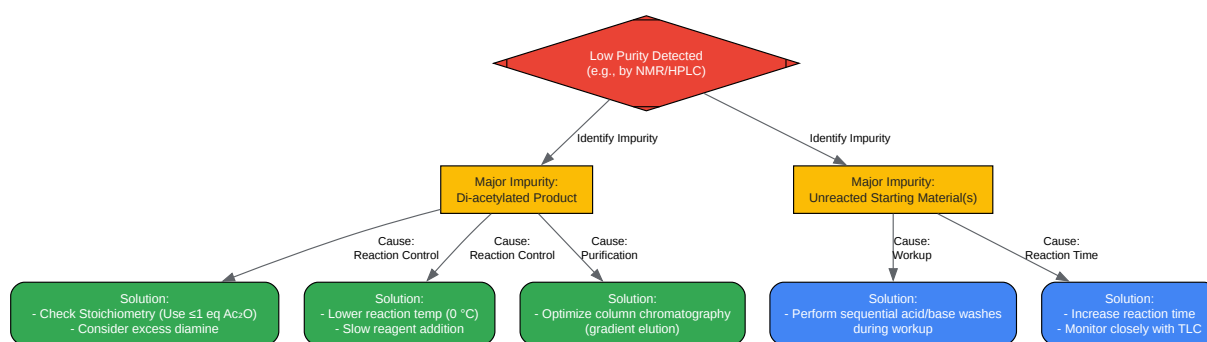 Low Purity Detected
(e.g., by NMR/HPLC)
Identify Impurity
Identify Impurity
Major Impurity:
Di-acetylated Product
Major Impurity:
Unreacted Starting Material(s)
Cause:
Reaction Control
Cause:
Reaction Control
Cause:
Purification
Cause:
Workup
Cause:
Reaction Time
Solution:
- Check Stoichiometry (Use ≤1 eq Ac₂O)
- Consider excess diamine
Solution:
- Lower reaction temp (0 °C)
- Slow reagent addition
Solution:
- Optimize column chromatography
(gradient elution)
Solution:
- Perform sequential acid/base washes
during workup
Solution:
- Increase reaction time
- Monitor closely with TLC